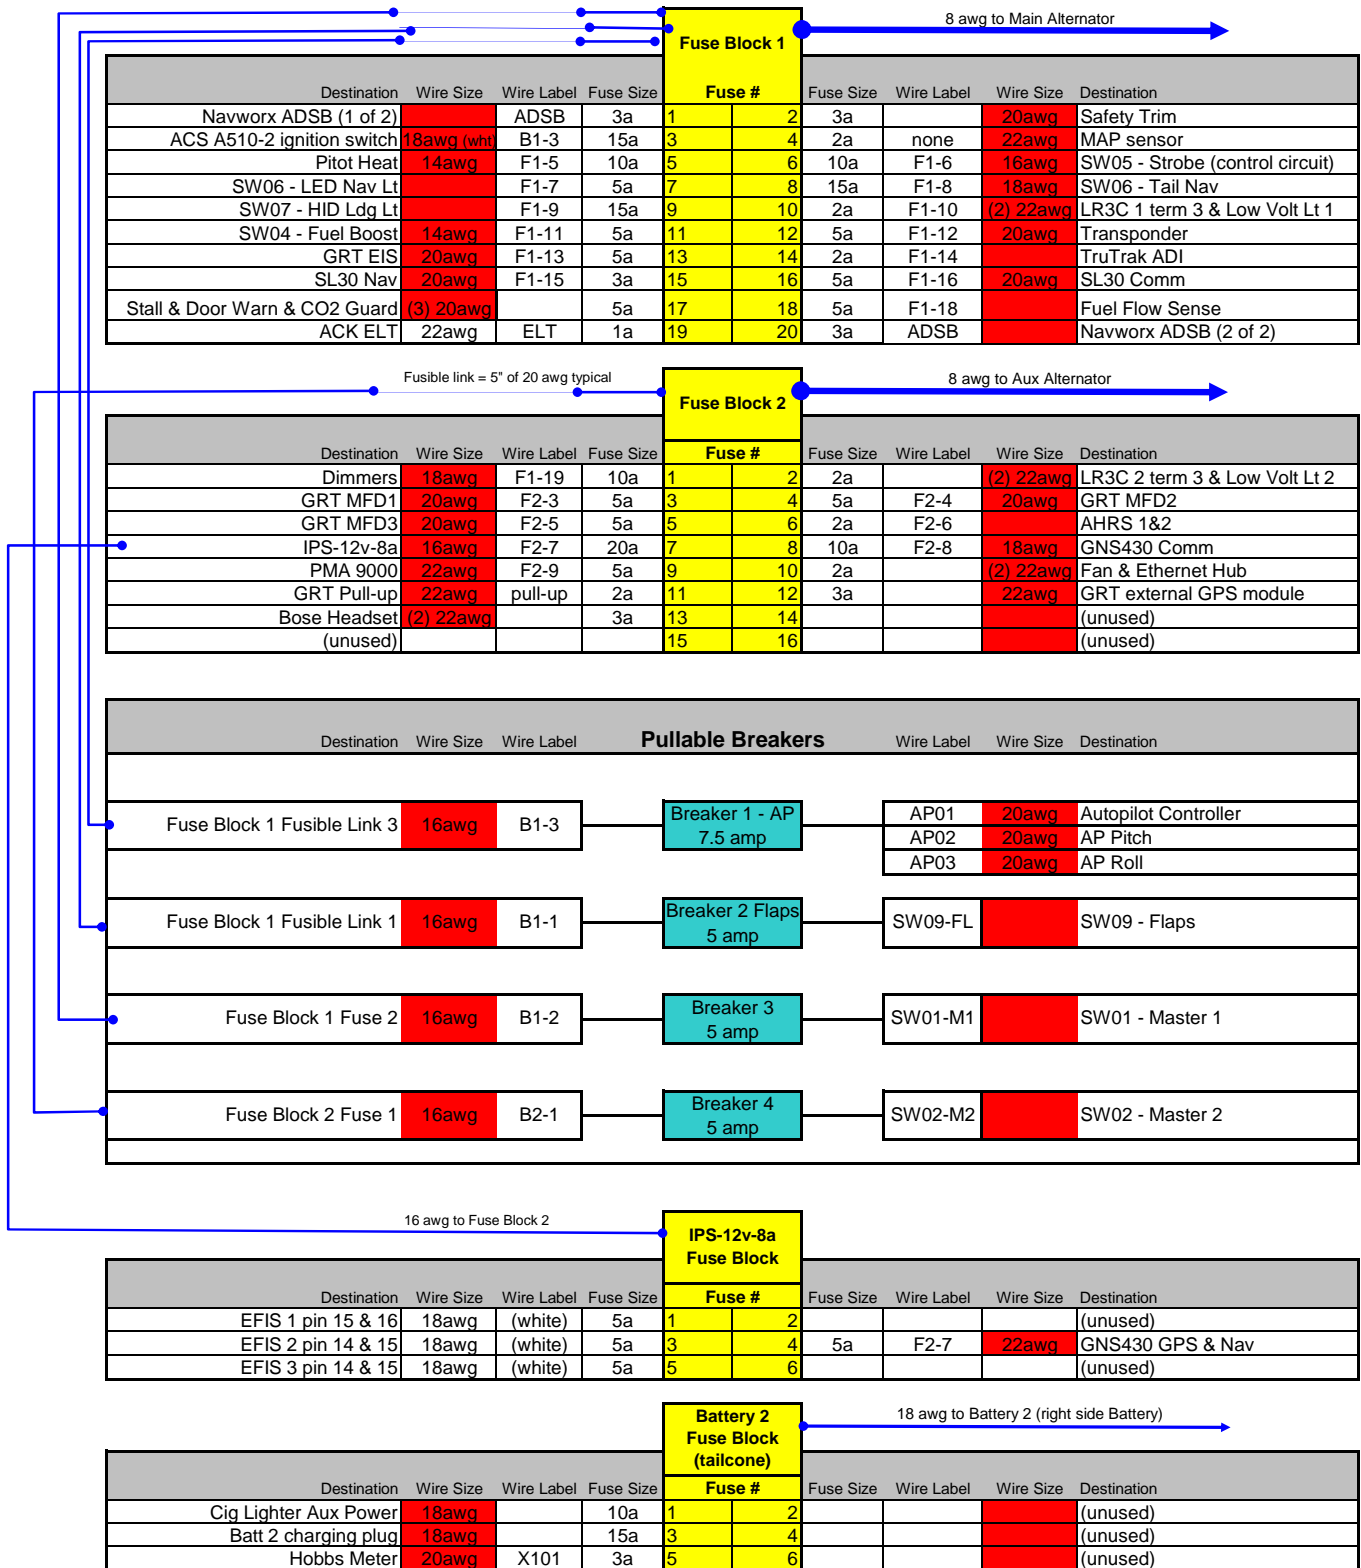 8 awg to Main Alternator
Fuse Block 1
Destination Wire Size Wire Label Fuse Size Fuse # Fuse Size Wire Label Wire Size Destination
Navworx ADSB (1 of 2) ADSB 3a 1 2 3a 20awg Safety Trim
ACS A510-2 ignition switch 18awg (wht) B1-3 15a 3 4 2a none 22awg MAP sensor
Pitot Heat 14awg F1-5 10a 5 6 10a F1-6 16awg SW05 - Strobe (control circuit)
SW06 - LED Nav Lt F1-7 5a 7 8 15a F1-8 18awg SW06 - Tail Nav
SW07 - HID Ldg Lt F1-9 15a 9 10 2a F1-10 (2) 22awg LR3C 1 term 3 & Low Volt Lt 1
SW04 - Fuel Boost 14awg F1-11 5a 11 12 5a F1-12 20awg Transponder
GRT EIS 20awg F1-13 5a 13 14 2a F1-14 TruTrak ADI
SL30 Nav 20awg F1-15 3a 15 16 5a F1-16 20awg SL30 Comm
Stall & Door Warn & CO2 Guard (3) 20awg 5a 17 18 5a F1-18 Fuel Flow Sense
ACK ELT 22awg ELT 1a 19 20 3a ADSB Navworx ADSB (2 of 2)
Fusible link = 5" of 20 awg typical
8 awg to Aux Alternator
Fuse Block 2
Destination Wire Size Wire Label Fuse Size Fuse # Fuse Size Wire Label Wire Size Destination
Dimmers 18awg F1-19 10a 1 2 2a (2) 22awg LR3C 2 term 3 & Low Volt Lt 2
GRT MFD1 20awg F2-3 5a 3 4 5a F2-4 20awg GRT MFD2
GRT MFD3 20awg F2-5 5a 5 6 2a F2-6 AHRS 1&2
IPS-12v-8a 16awg F2-7 20a 7 8 10a F2-8 18awg GNS430 Comm
PMA 9000 22awg F2-9 5a 9 10 2a (2) 22awg Fan & Ethernet Hub
GRT Pull-up 22awg pull-up 2a 11 12 3a 22awg GRT external GPS module
Bose Headset (2) 22awg 3a 13 14 (unused)
(unused) 15 16 (unused)
Destination Wire Size Wire Label Pullable Breakers Wire Label Wire Size Destination
Fuse Block 1 Fusible Link 3 16awg B1-3 Breaker 1 - AP
7.5 amp
AP01 20awg Autopilot Controller
AP02 20awg AP Pitch
AP03 20awg AP Roll
Fuse Block 1 Fusible Link 1 16awg B1-1 Breaker 2 Flaps
5 amp
SW09-FL SW09 - Flaps
Fuse Block 1 Fuse 2 16awg B1-2 Breaker 3
5 amp
SW01-M1 SW01 - Master 1
Fuse Block 2 Fuse 1 16awg B2-1 Breaker 4
5 amp
SW02-M2 SW02 - Master 2
16 awg to Fuse Block 2
IPS-12v-8a
Fuse Block
Destination Wire Size Wire Label Fuse Size Fuse # Fuse Size Wire Label Wire Size Destination
EFIS 1 pin 15 & 16 18awg (white) 5a 1 2 (unused)
EFIS 2 pin 14 & 15 18awg (white) 5a 3 4 5a F2-7 22awg GNS430 GPS & Nav
EFIS 3 pin 14 & 15 18awg (white) 5a 5 6 (unused)
Battery 2
Fuse Block
(tailcone)
18 awg to Battery 2 (right side Battery)
Destination Wire Size Wire Label Fuse Size Fuse # Fuse Size Wire Label Wire Size Destination
Cig Lighter Aux Power 18awg 10a 1 2 (unused)
Batt 2 charging plug 18awg 15a 3 4 (unused)
Hobbs Meter 20awg X101 3a 5 6 (unused)